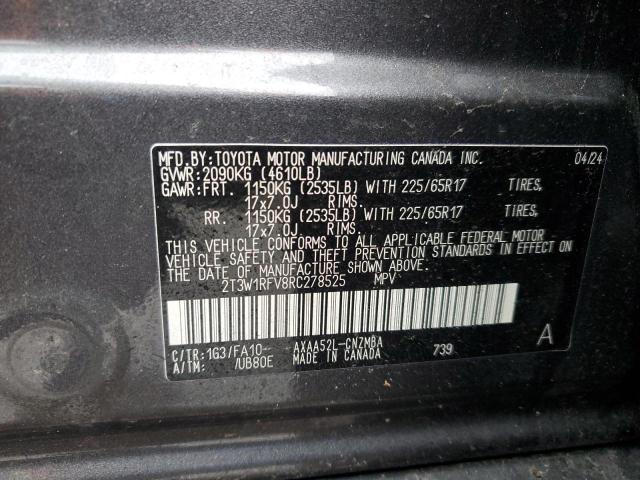 MFD.BY:TOYOTA MOTOR MANUFACTURING CANADA INC. 04/24
GVWR:2090KG (4610LB)
GAWR:FRT. 1150KG (2535LB) WITH 225/65R17 TIRES,
17x7.0J RIMS.
RR. 1150KG (2535LB) WITH 225/65R17 TIRES,
17x7.0J RIMS.
THIS VEHICLE CONFORMS TO ALL APPLICABLE FEDERAL MOTOR
VEHICLE SAFETY AND THEFT PREVENTION STANDARDS IN EFFECT ON
THE DATE OF MANUFACTURE SHOWN ABOVE.
2T3W1RFV8RC278525 MPV
A
C/TR:1G3/FA10- AXAA52L-CNZMBA 739
A/TM: /UB80E MADE IN CANADA